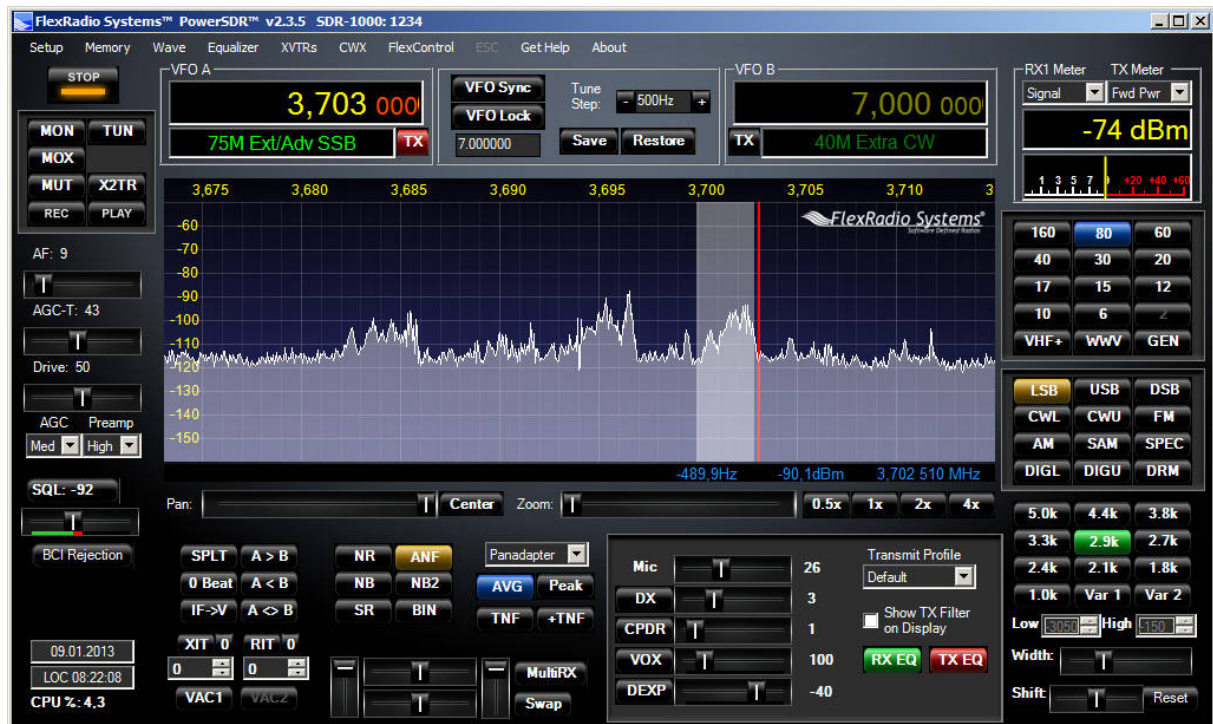 FlexRadio Systems™ PowerSDR™ v2.3.5 SDR-1000: 1234
Setup Memory Wave Equalizer XVTRs CWX FlexControl ESC Get Help About
STOP
MON TUN
MOX
MUT X2TR
REC PLAY
AF: 9
AGC-T: 43
Drive: 50
AGC Preamp
Med High
SQL: -92
BCI Rejection
09.01.2013
LOC 08:22:08
CPU %: 4,3
VFO A
3,703 000
75M Ext/Adv SSB TX
VFO Sync
VFO Lock
7.000000
Tune
Step: - 500Hz +
Save Restore
VFO B
7,000 000
TX 40M Extra CW
RX1 Meter TX Meter
Signal Fwd Pwr
-74 dBm
1 3 5 7 9 +20 +40 +60
3,675 3,680 3,685 3,690 3,695 3,700 3,705 3,710 3
FlexRadio Systems®
Software Defined Radios
-60
-70
-80
-90
-100
-110
-120
-130
-140
-150
-489,9Hz -90,1dBm 3,702 510 MHz
Pan: Center Zoom: 0.5x 1x 2x 4x
160 80 60
40 30 20
17 15 12
10 6 2
VHF+ WWV GEN
LSB USB DSB
CWL CWU FM
AM SAM SPEC
DIGL DIGU DRM
5.0k 4.4k 3.8k
3.3k 2.9k 2.7k
2.4k 2.1k 1.8k
1.0k Var 1 Var 2
Low -3050 High -150
Width:
Shift: Reset
SPLT A > B
0 Beat A < B
IF->V A <> B
XIT 0 RIT 0
0 0
VAC1 VAC2
NR ANF
NB NB2
SR BIN
Panadapter
AVG Peak
TNF +TNF
MultiRX
Swap
Mic 26
DX 3
CPDR 1
VOX 100
DEXP -40
Transmit Profile
Default
Show TX Filter
on Display
RX EQ TX EQ